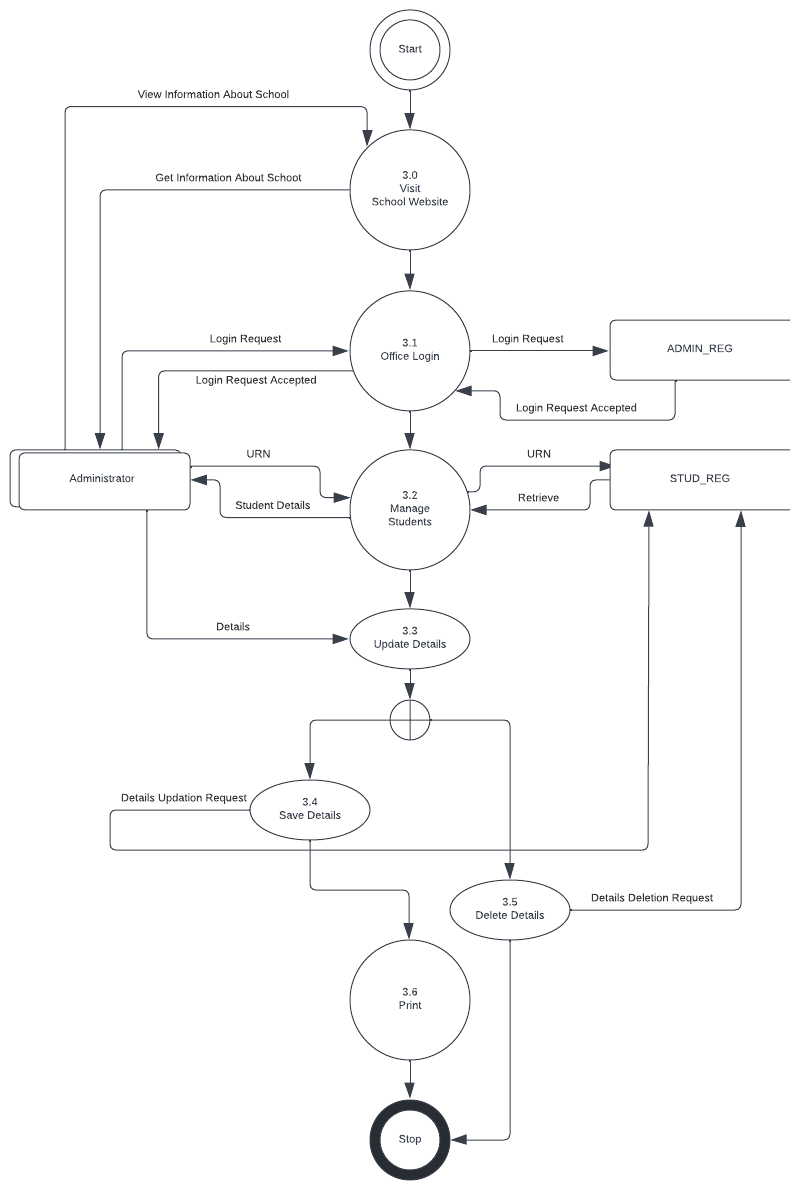 Start
View Information About School
3.0
Visit
School Website
Get Information About Schoot
3.1
Office Login
Login Request
Login Request
ADMIN_REG
Login Request Accepted
Login Request Accepted
Administrator
URN
Student Details
3.2
Manage
Students
URN
Retrieve
STUD_REG
Details
3.3
Update Details
Details Updation Request
3.4
Save Details
3.5
Delete Details
Details Deletion Request
3.6
Print
Stop